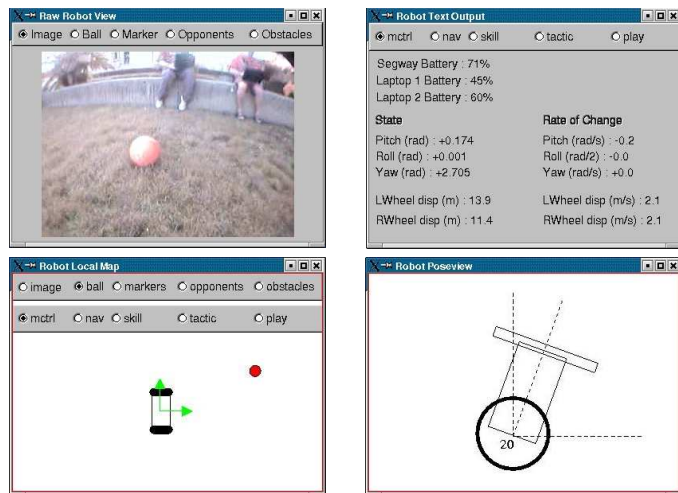 Raw Robot View
Image Ball Marker Opponents Obstacles
Robot Text Output
mctrl nav skill tactic play
Segway Battery : 71%
Laptop 1 Battery : 45%
Laptop 2 Battery : 60%
State Rate of Change
Pitch (rad) : +0.174 Pitch (rad/s) : -0.2
Roll (rad) : +0.001 Roll (rad/2) : -0.0
Yaw (rad) : +2.705 Yaw (rad/s) : +0.0
LWheel disp (m) : 13.9 LWheel disp (m/s) : 2.1
RWheel disp (m) : 11.4 RWheel disp (m/s) : 2.1
Robot Local Map
image ball markers opponents obstacles
mctrl nav skill tactic play
Robot Poseview
20